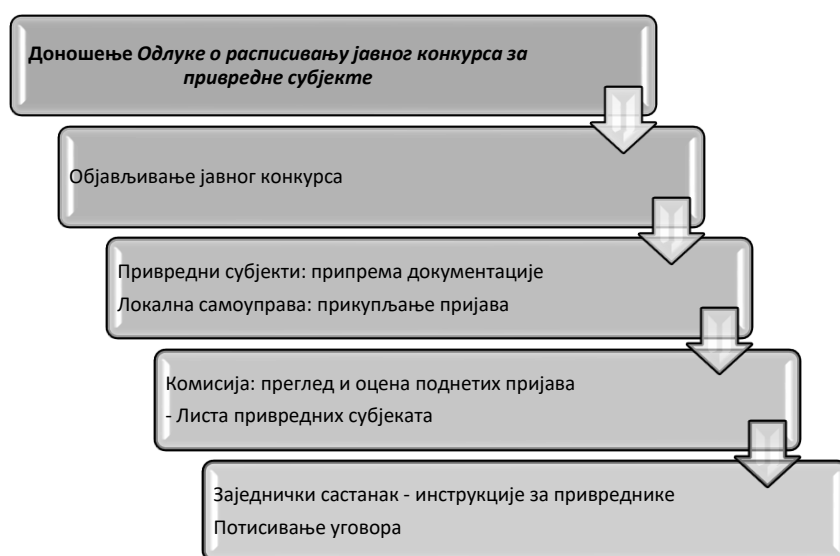 Доношење Одлуке о расписивању јавног конкурса за
привредне субјекте
Објављивање јавног конкурса
Привредни субјекти: припрема документације
Локална самоуправа: прикупљање пријава
Комисија: преглед и оцена поднетих пријава
- Листа привредних субјеката
Заједнички састанак - инструкције за привреднике
Потисивање уговора